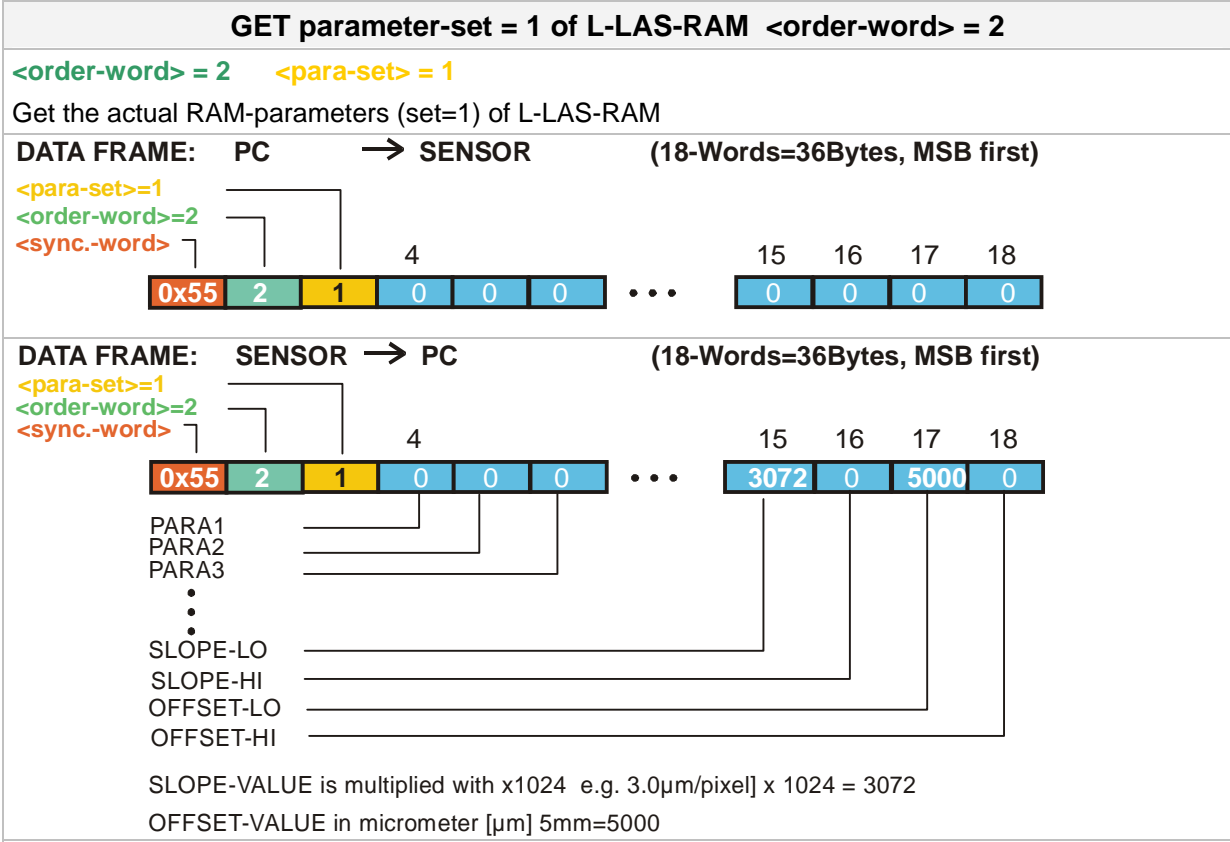 GET parameter-set = 1 of L-LAS-RAM <order-word> = 2
<order-word> = 2 <para-set> = 1
Get the actual RAM-parameters (set=1) of L-LAS-RAM
DATA FRAME: PC → SENSOR (18-Words=36Bytes, MSB first)
<para-set>=1
<order-word>=2
<sync.-word>
4 15 16 17 18
0x55 2 1 0 0 0 • • • 0 0 0 0
DATA FRAME: SENSOR → PC (18-Words=36Bytes, MSB first)
<para-set>=1
<order-word>=2
<sync.-word>
4 15 16 17 18
0x55 2 1 0 0 0 • • • 3072 0 5000 0
PARA1
PARA2
PARA3
•
•
•
SLOPE-LO
SLOPE-HI
OFFSET-LO
OFFSET-HI
SLOPE-VALUE is multiplied with x1024 e.g. 3.0µm/pixel] x 1024 = 3072
OFFSET-VALUE in micrometer [µm] 5mm=5000